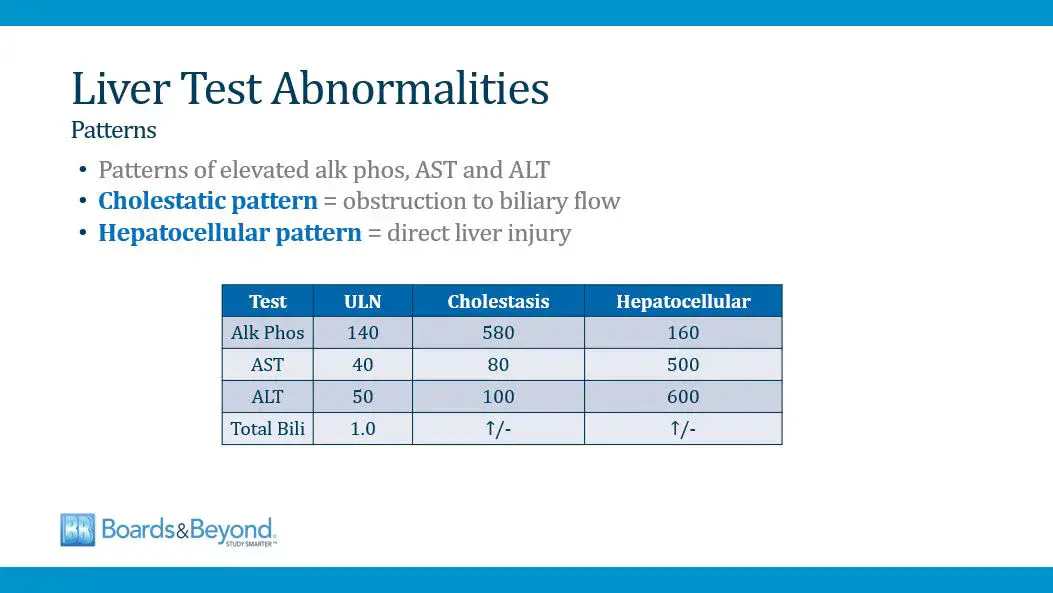 Liver Test Abnormalities
Patterns
• Patterns of elevated alk phos, AST and ALT
• Cholestatic pattern = obstruction to biliary flow
• Hepatocellular pattern = direct liver injury
Test ULN Cholestasis Hepatocellular
Alk Phos 140 580 160
AST 40 80 500
ALT 50 100 600
Total Bili 1.0 ↑/- ↑/-
BB Boards&Beyond.
STUDY SMARTER™